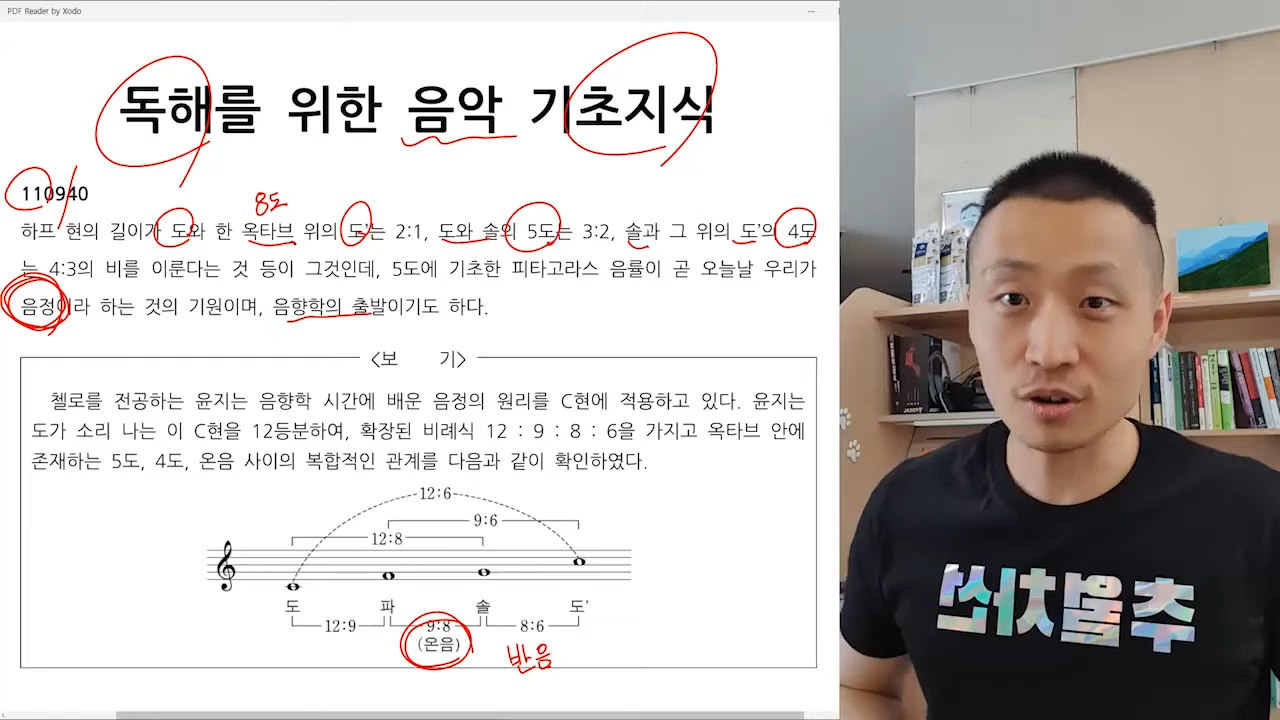 PDF Reader by Xodo
독해를 위한 음악 기초지식
110940
8도
하프 현의 길이가 도와 한 옥타브 위의 도'는 2:1, 도와 솔의 5도는 3:2, 솔과 그 위의 도'의 4도
는 4:3의 비를 이룬다는 것 등이 그것인데, 5도에 기초한 피타고라스 음률이 곧 오늘날 우리가
음정이라 하는 것의 기원이며, 음향학의 출발이기도 하다.
<보 기>
첼로를 전공하는 윤지는 음향학 시간에 배운 음정의 원리를 C현에 적용하고 있다. 윤지는
도가 소리 나는 이 C현을 12등분하여, 확장된 비례식 12 : 9 : 8 : 6을 가지고 옥타브 안에
존재하는 5도, 4도, 온음 사이의 복합적인 관계를 다음과 같이 확인하였다.
12:6
9:6
12:8
도 파 솔 도'
12:9 9:8 8:6
(온음)
반음
추월차선